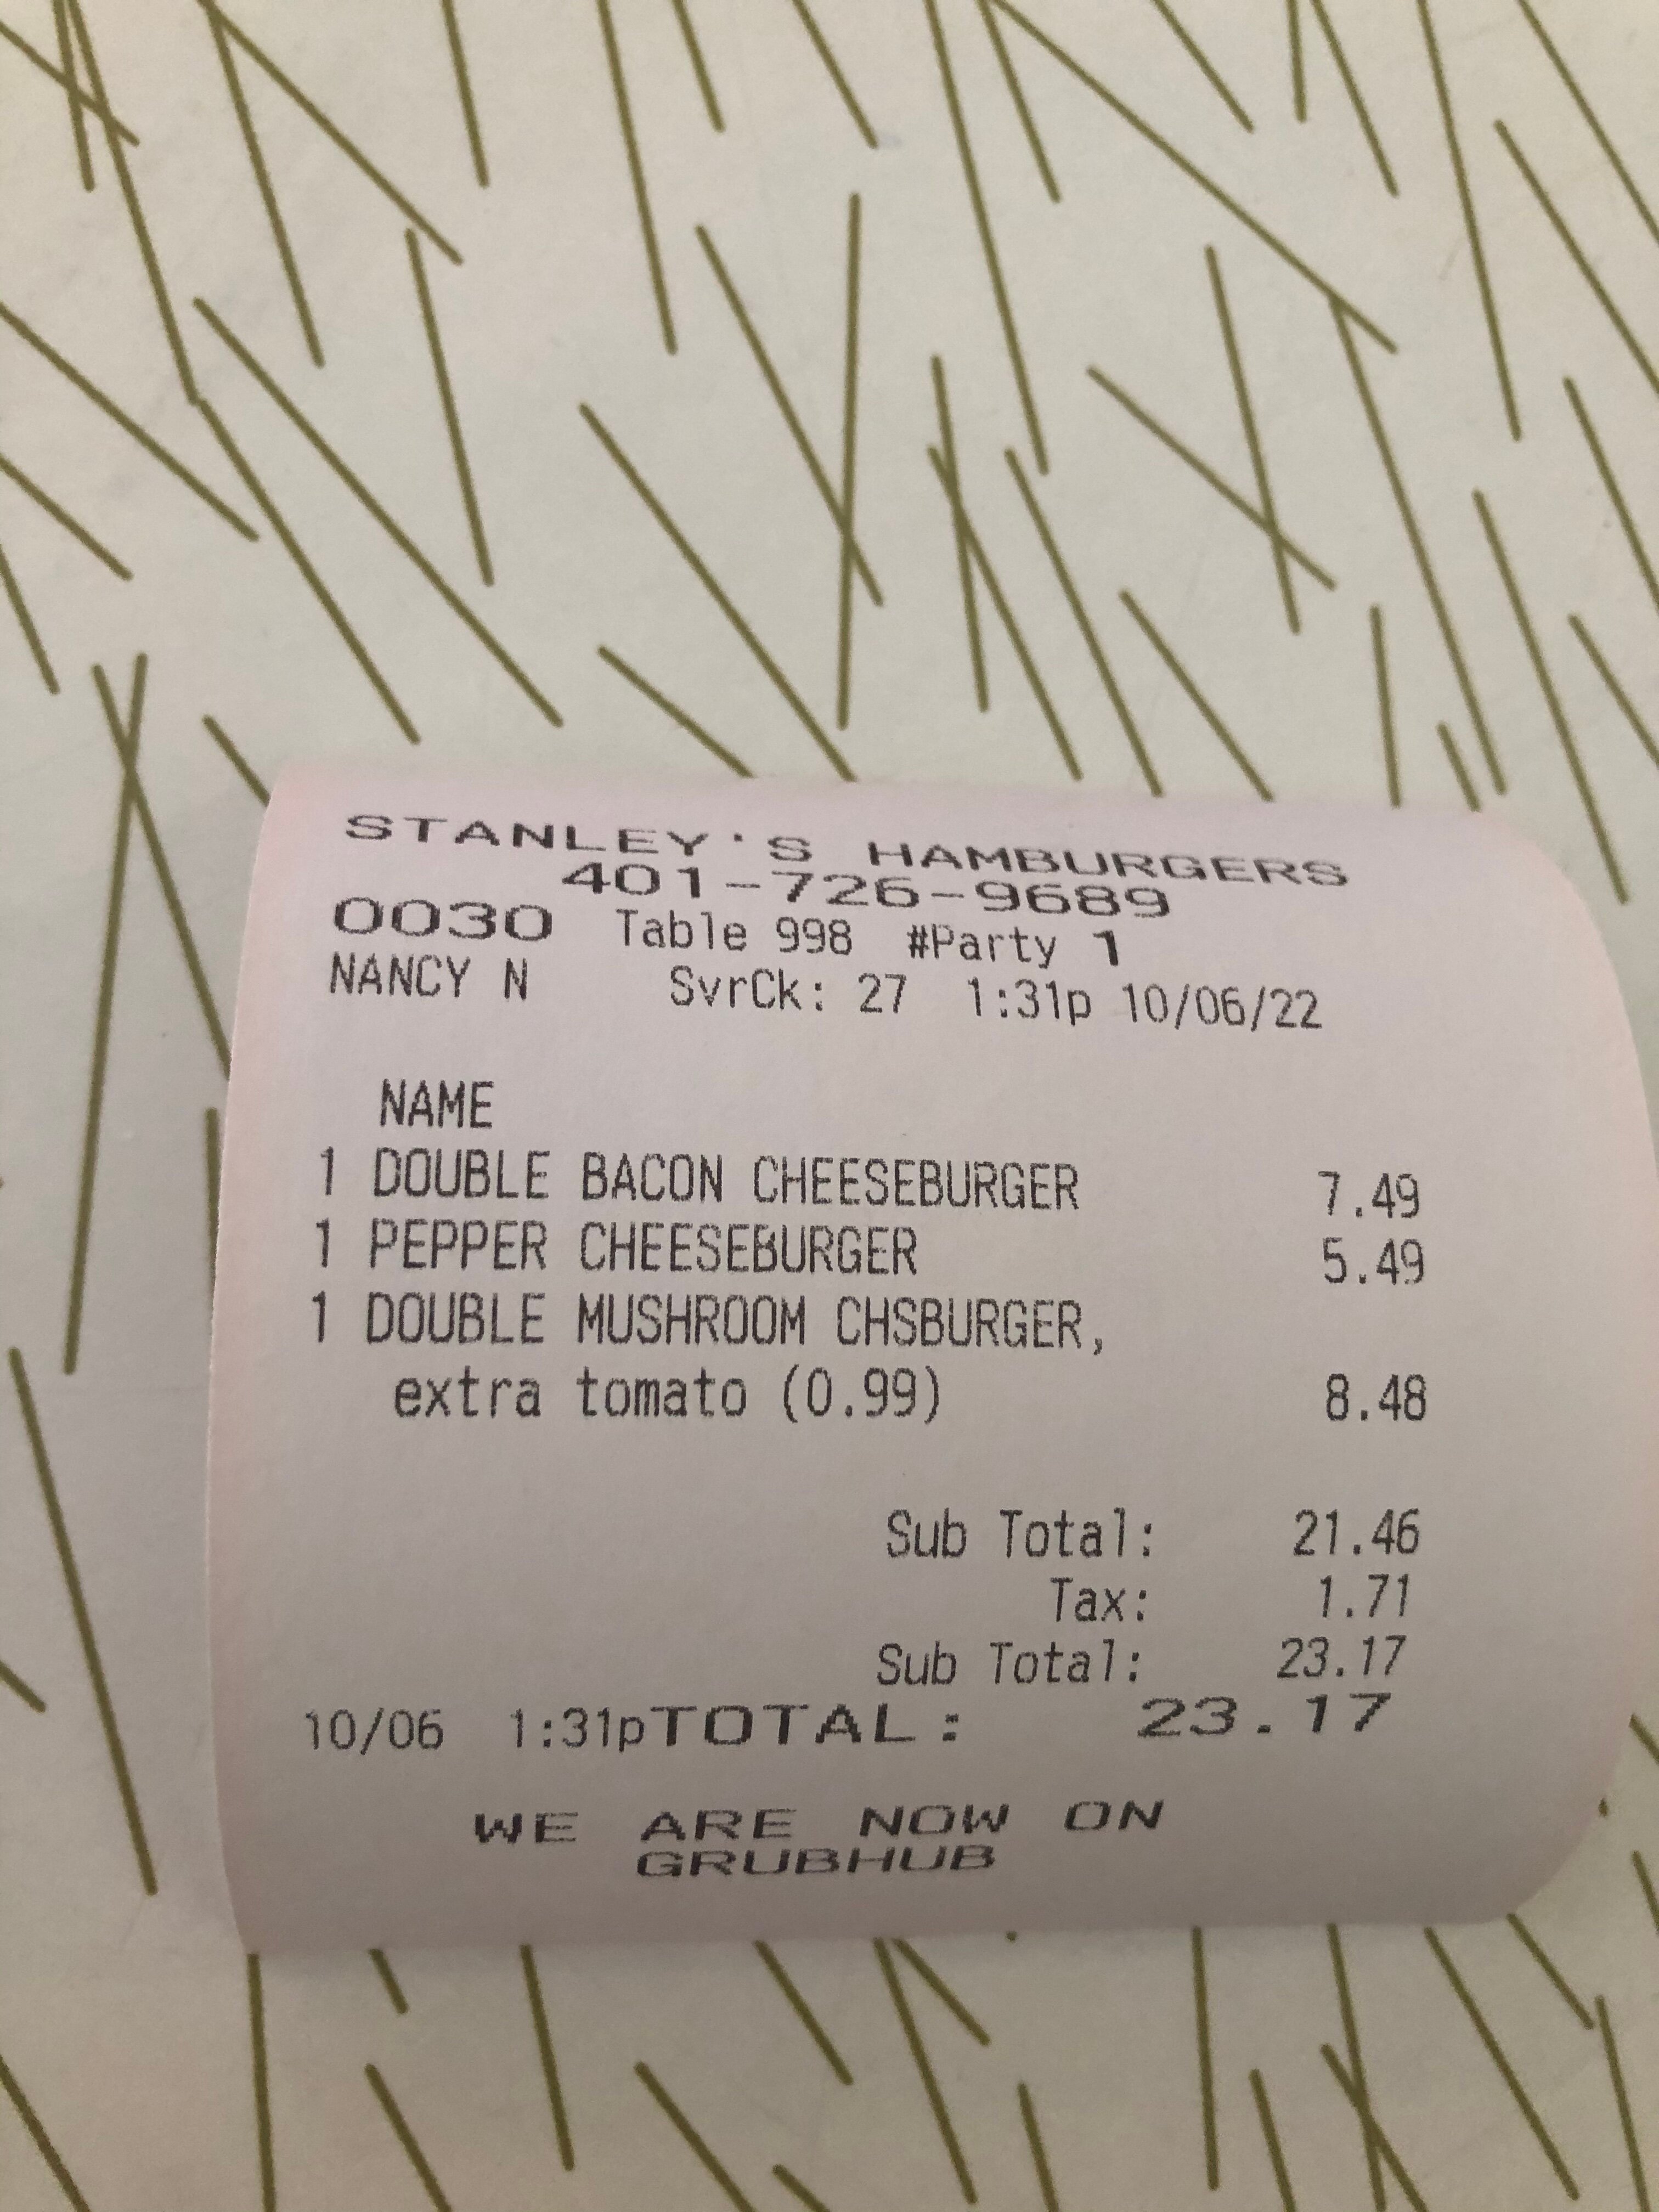 STANLEY'S HAMBURGERS
401-726-9689
0030 Table 998 #Party 1
NANCY N SvrCk: 27 1:31p 10/06/22
NAME
1 DOUBLE BACON CHEESEBURGER 7.49
1 PEPPER CHEESEBURGER 5.49
1 DOUBLE MUSHROOM CHSBURGER,
extra tomato (0.99) 8.48
Sub Total: 21.46
Tax: 1.71
Sub Total: 23.17
10/06 1:31pTOTAL: 23.17
WE ARE NOW ON
GRUBHUB